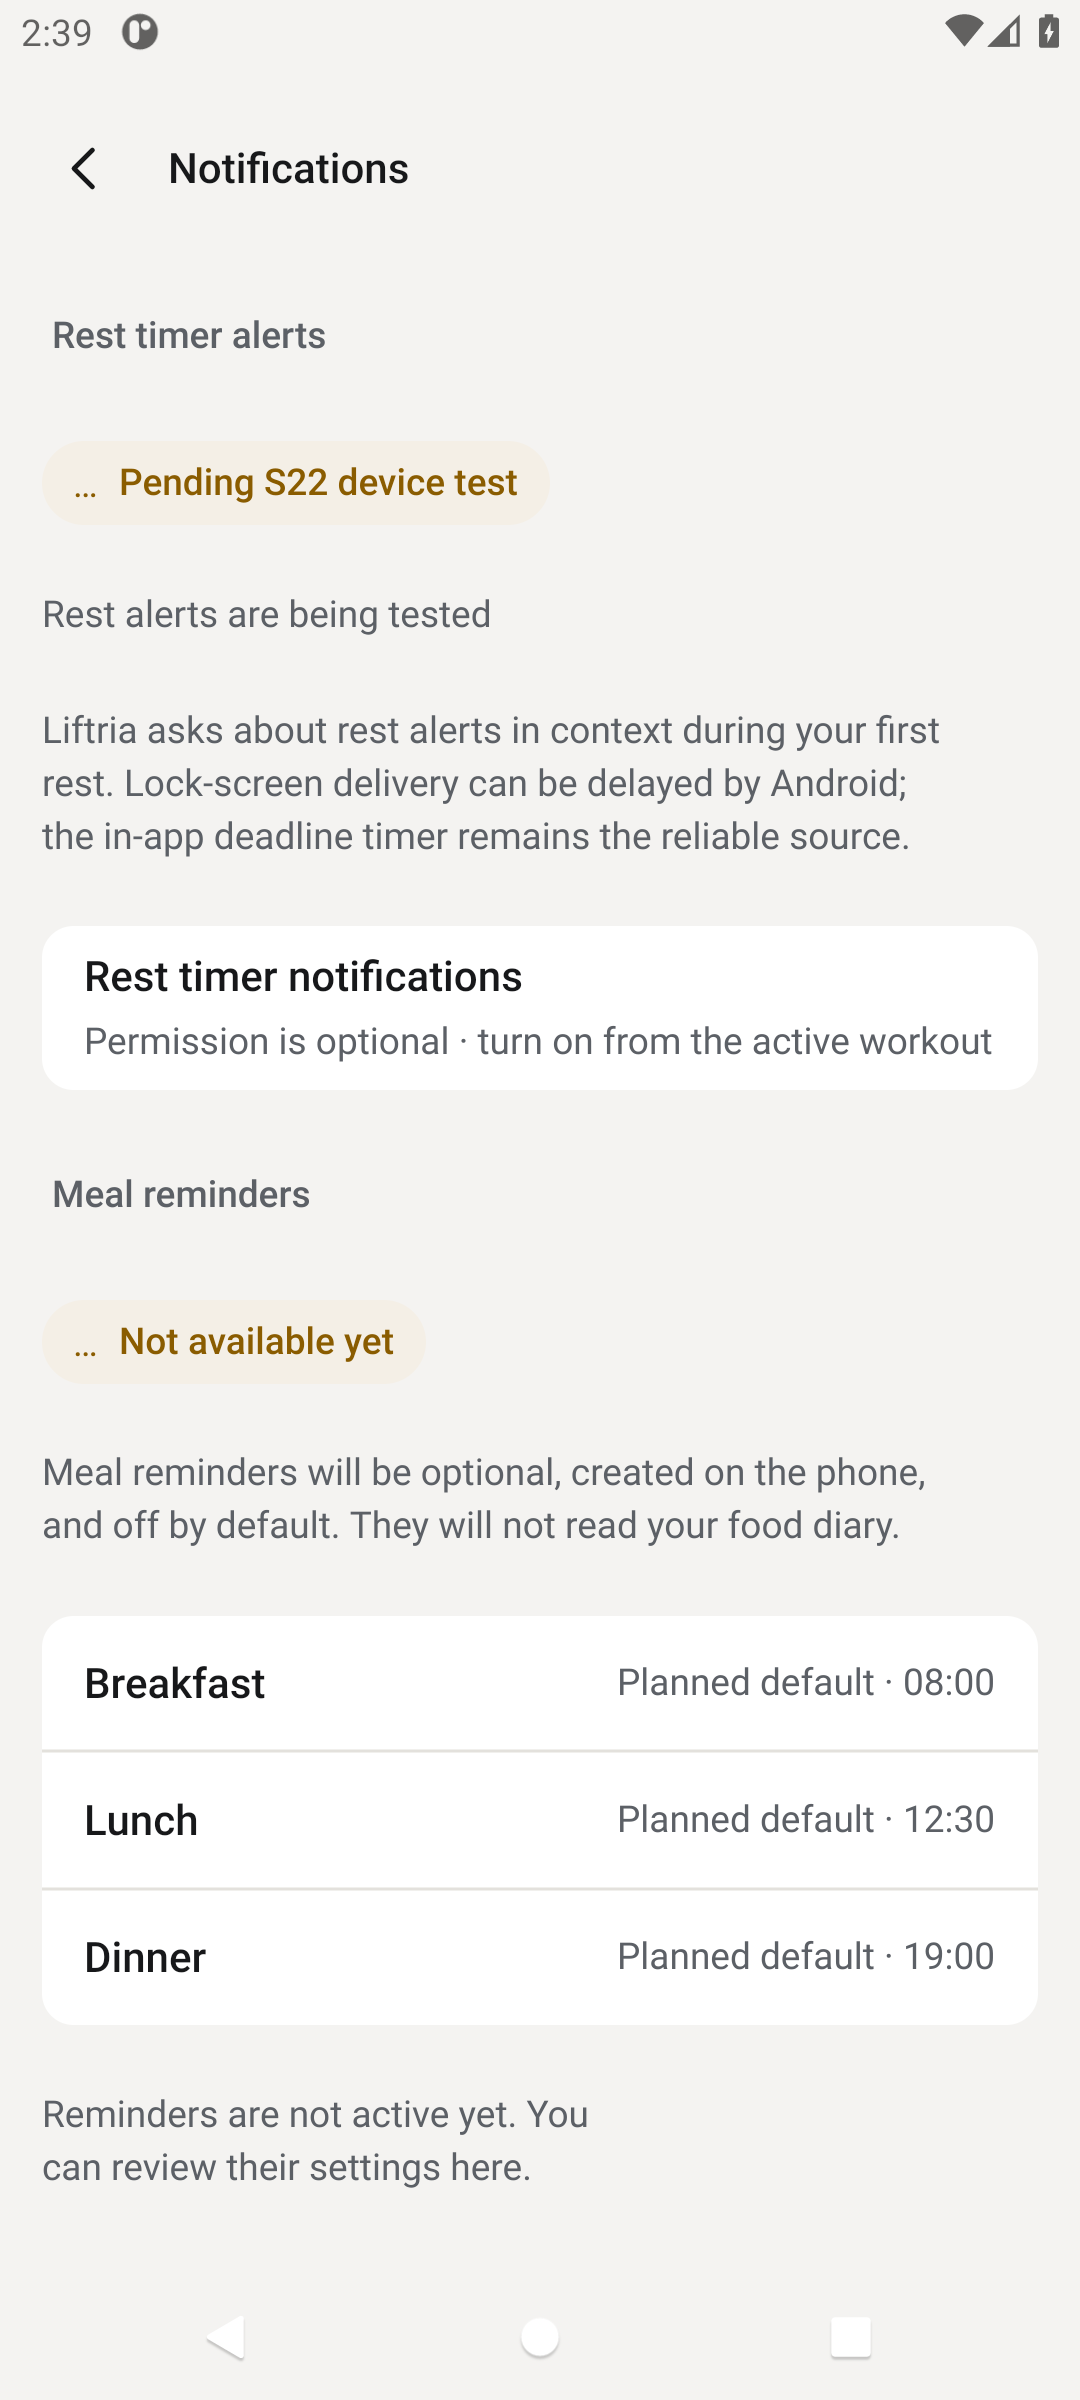 2:39
Notifications
Rest timer alerts
... Pending S22 device test
Rest alerts are being tested
Liftria asks about rest alerts in context during your first
rest. Lock-screen delivery can be delayed by Android;
the in-app deadline timer remains the reliable source.
Rest timer notifications
Permission is optional · turn on from the active workout
Meal reminders
... Not available yet
Meal reminders will be optional, created on the phone,
and off by default. They will not read your food diary.
Breakfast Planned default · 08:00
Lunch Planned default · 12:30
Dinner Planned default · 19:00
Reminders are not active yet. You
can review their settings here.